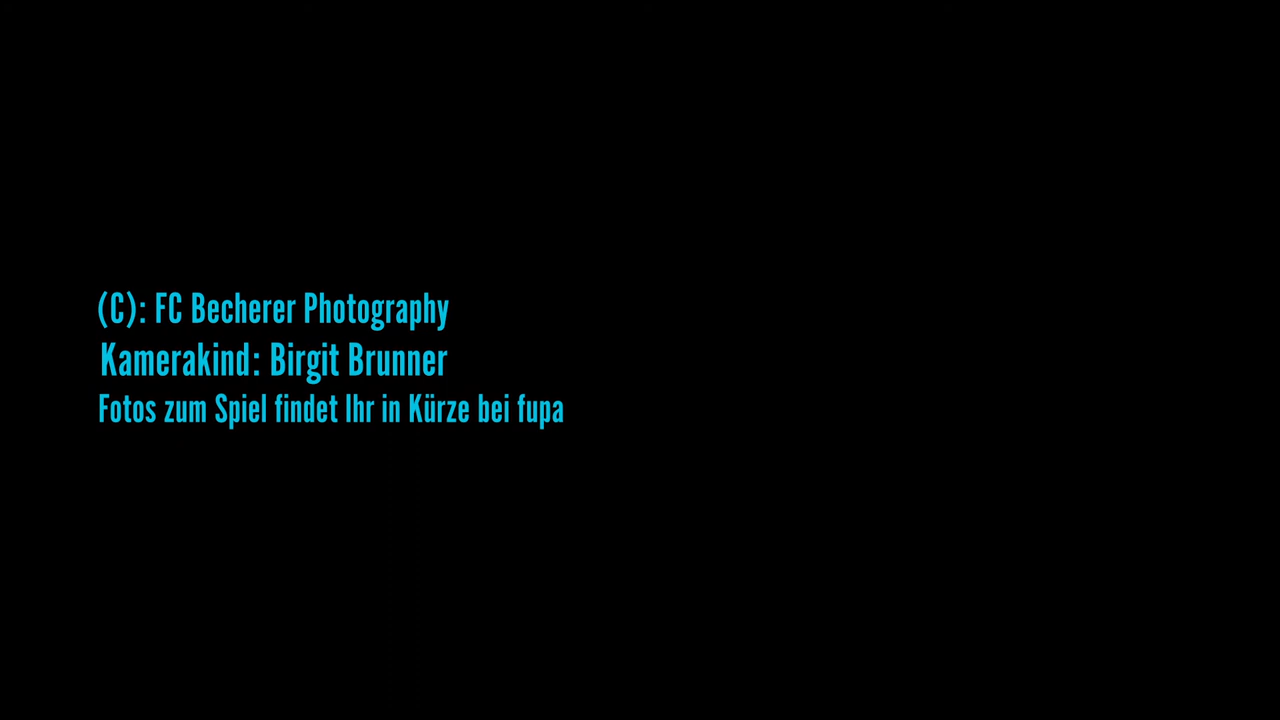 (C): FC Becherer Photography
Kamerakind: Birgit Brunner
Fotos zum Spiel findet Ihr in Kürze bei fupa